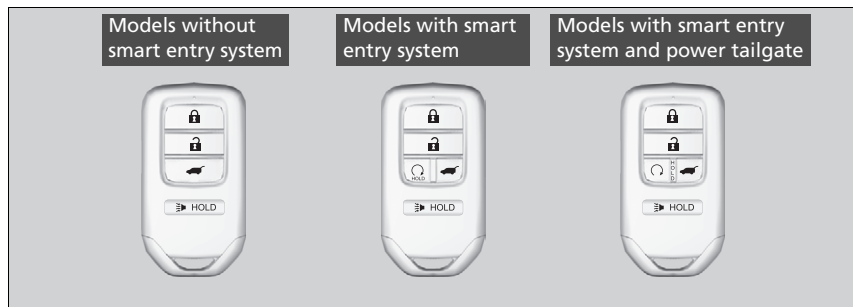 Models without
smart entry system
Models with smart
entry system
Models with smart entry
system and power tailgate
HOLD
HOLD
HOLD
HOLD
HOLD